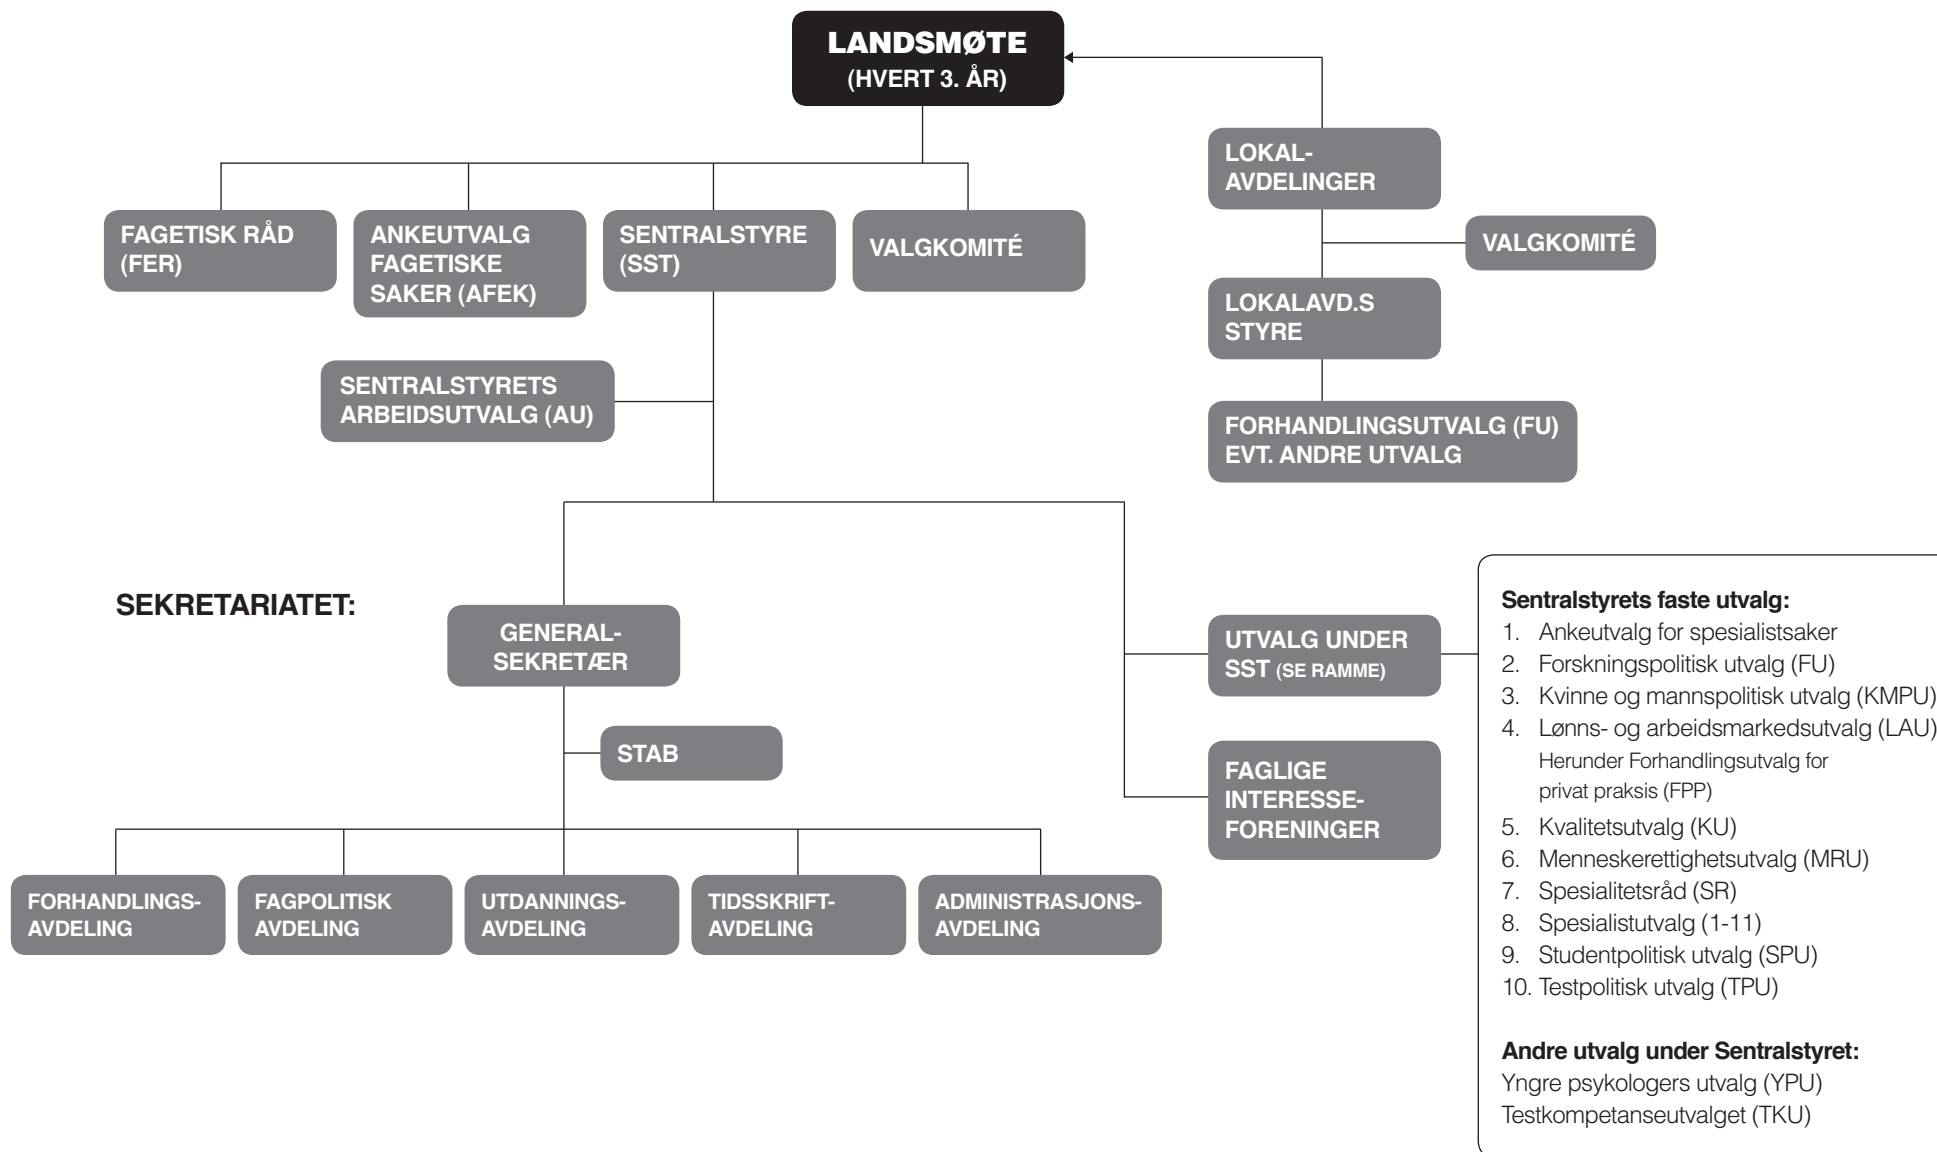 LANDSMØTE
(HVERT 3. ÅR)
LOKAL-
AVDELINGER
FAGETISK RÅD
(FER)
ANKEUTVALG
FAGETISKE
SAKER (AFEK)
SENTRALSTYRE
(SST)
VALGKOMITÉ
VALGKOMITÉ
LOKALAVD.S
STYRE
SENTRALSTYRETS
ARBEIDSUTVALG (AU)
FORHANDLINGSUTVALG (FU)
EVT. ANDRE UTVALG
SEKRETARIATET:
GENERAL-
SEKRETÆR
STAB
FORHANDLINGS-
AVDELING
FAGPOLITISK
AVDELING
UTDANNINGS-
AVDELING
TIDSSKRIFT-
AVDELING
ADMINISTRASJONS-
AVDELING
UTVALG UNDER
SST (SE RAMME)
FAGLIGE
INTERESSE-
FORENINGER
Sentralstyrets faste utvalg:
1. Ankeutvalg for spesialistsaker
2. Forskningspolitisk utvalg (FU)
3. Kvinne og mannspolitisk utvalg (KMPU)
4. Lønns- og arbeidsmarkedsutvalg (LAU)
Herunder Forhandlingsutvalg for
privat praksis (FPP)
5. Kvalitetsutvalg (KU)
6. Menneskerettighetsutvalg (MRU)
7. Spesialitetsråd (SR)
8. Spesialistutvalg (1-11)
9. Studentpolitisk utvalg (SPU)
10. Testpolitisk utvalg (TPU)
Andre utvalg under Sentralstyret:
Yngre psykologers utvalg (YPU)
Testkompetanseutvalget (TKU)